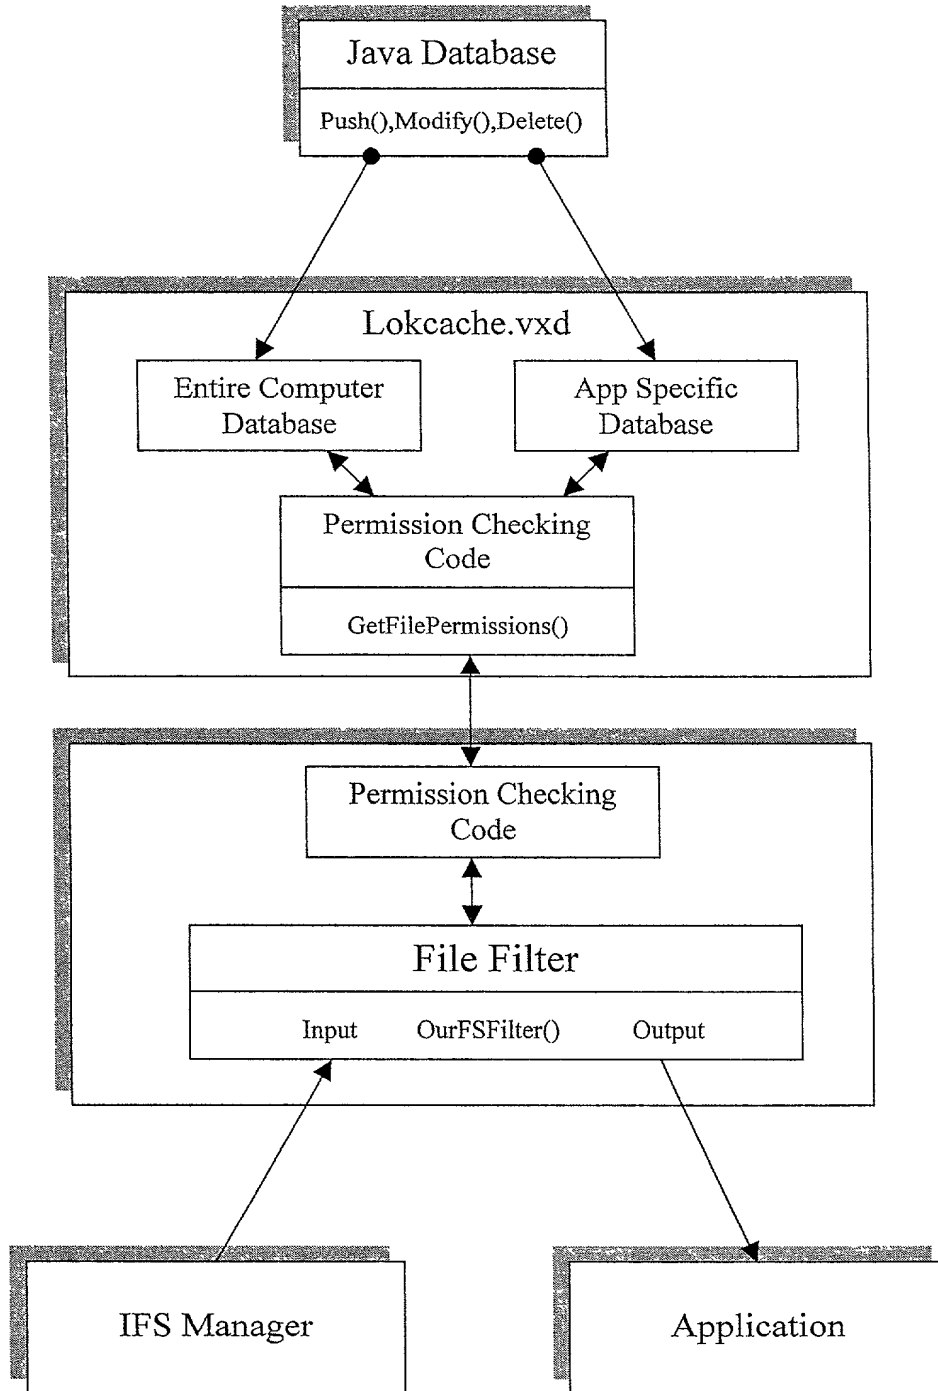 Java Database
Push(),Modify(),Delete()
Lokcache.vxd
Entire Computer
Database
App Specific
Database
Permission Checking
Code
GetFilePermissions()
Permission Checking
Code
File Filter
Input OurFSFilter() Output
IFS Manager
Application